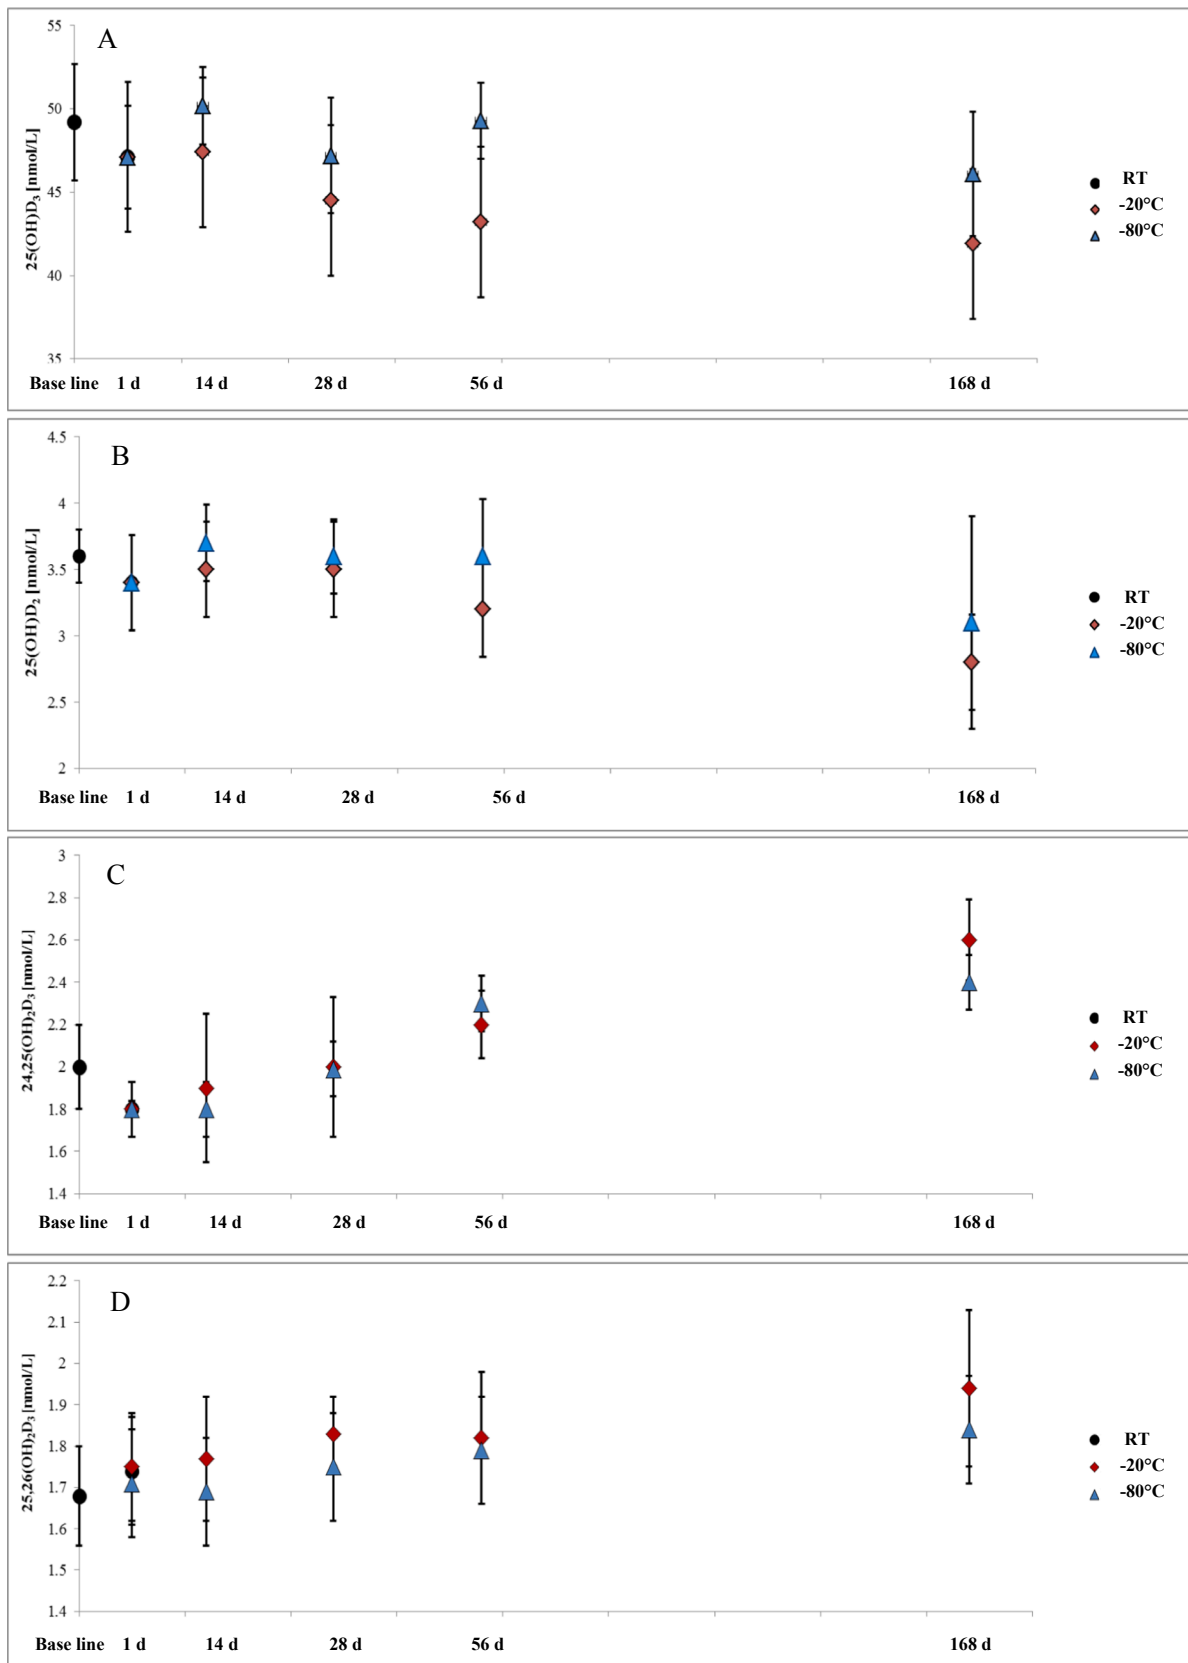 A
55
50
45
40
35
25(OH)D₃ [nmol/L]
Base line 1 d 14 d 28 d 56 d 168 d
RT
-20°C
-80°C
B
4.5
4
3.5
3
2.5
2
25(OH)D₂ [nmol/L]
Base line 1 d 14 d 28 d 56 d 168 d
RT
-20°C
-80°C
C
3
2.8
2.6
2.4
2.2
2
1.8
1.6
1.4
24,25(OH)₂D₃ [nmol/L]
Base line 1 d 14 d 28 d 56 d 168 d
RT
-20°C
-80°C
D
2.2
2.1
2
1.9
1.8
1.7
1.6
1.5
1.4
25,26(OH)₂D₃ [nmol/L]
Base line 1 d 14 d 28 d 56 d 168 d
RT
-20°C
-80°C